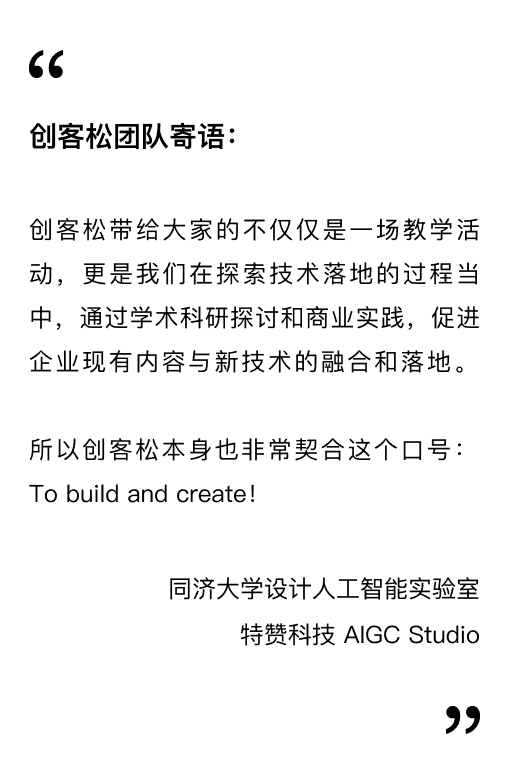 “
创客松团队寄语：
创客松带给大家的不仅仅是一场教学活
动，更是我们在探索技术落地的过程当
中，通过学术科研探讨和商业实践，促进
企业现有内容与新技术的融合和落地。
所以创客松本身也非常契合这个口号：
To build and create!
同济大学设计人工智能实验室
特赞科技 AIGC Studio
”